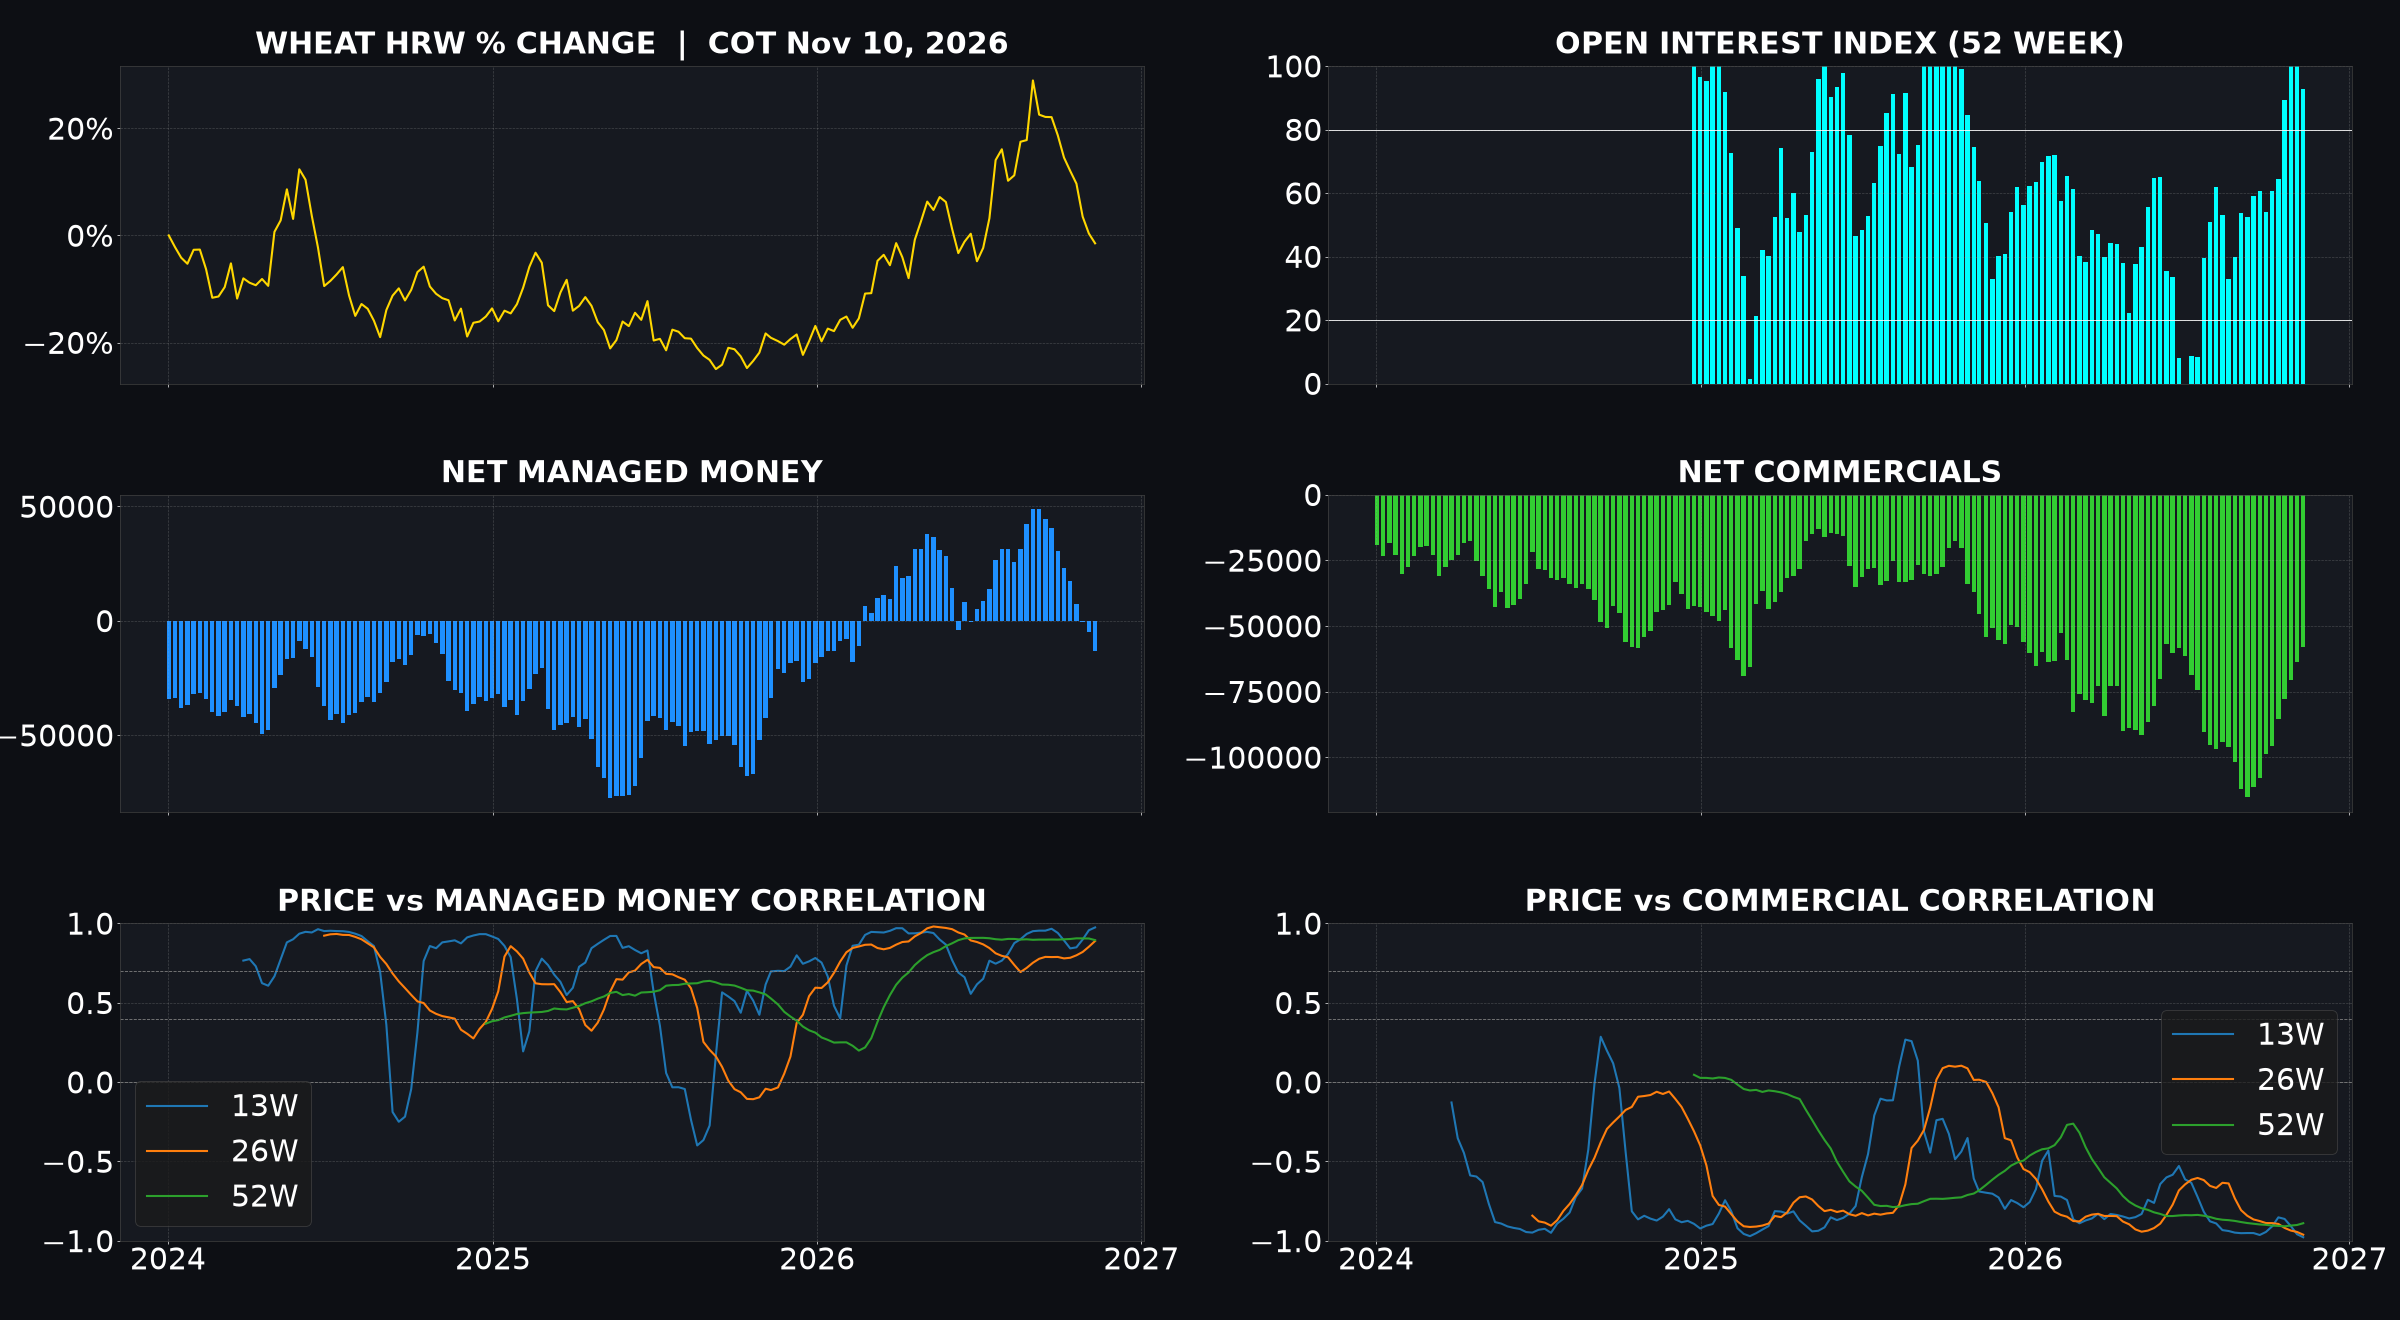 WHEAT HRW % CHANGE | COT Nov 10, 2026
20%
0%
−20%
OPEN INTEREST INDEX (52 WEEK)
100
80
60
40
20
0
NET MANAGED MONEY
50000
0
−50000
NET COMMERCIALS
0
−25000
−50000
−75000
−100000
PRICE vs MANAGED MONEY CORRELATION
1.0
0.5
0.0
−0.5
−1.0
13W
26W
52W
2024
2025
2026
2027
PRICE vs COMMERCIAL CORRELATION
1.0
0.5
0.0
−0.5
−1.0
13W
26W
52W
2024
2025
2026
2027